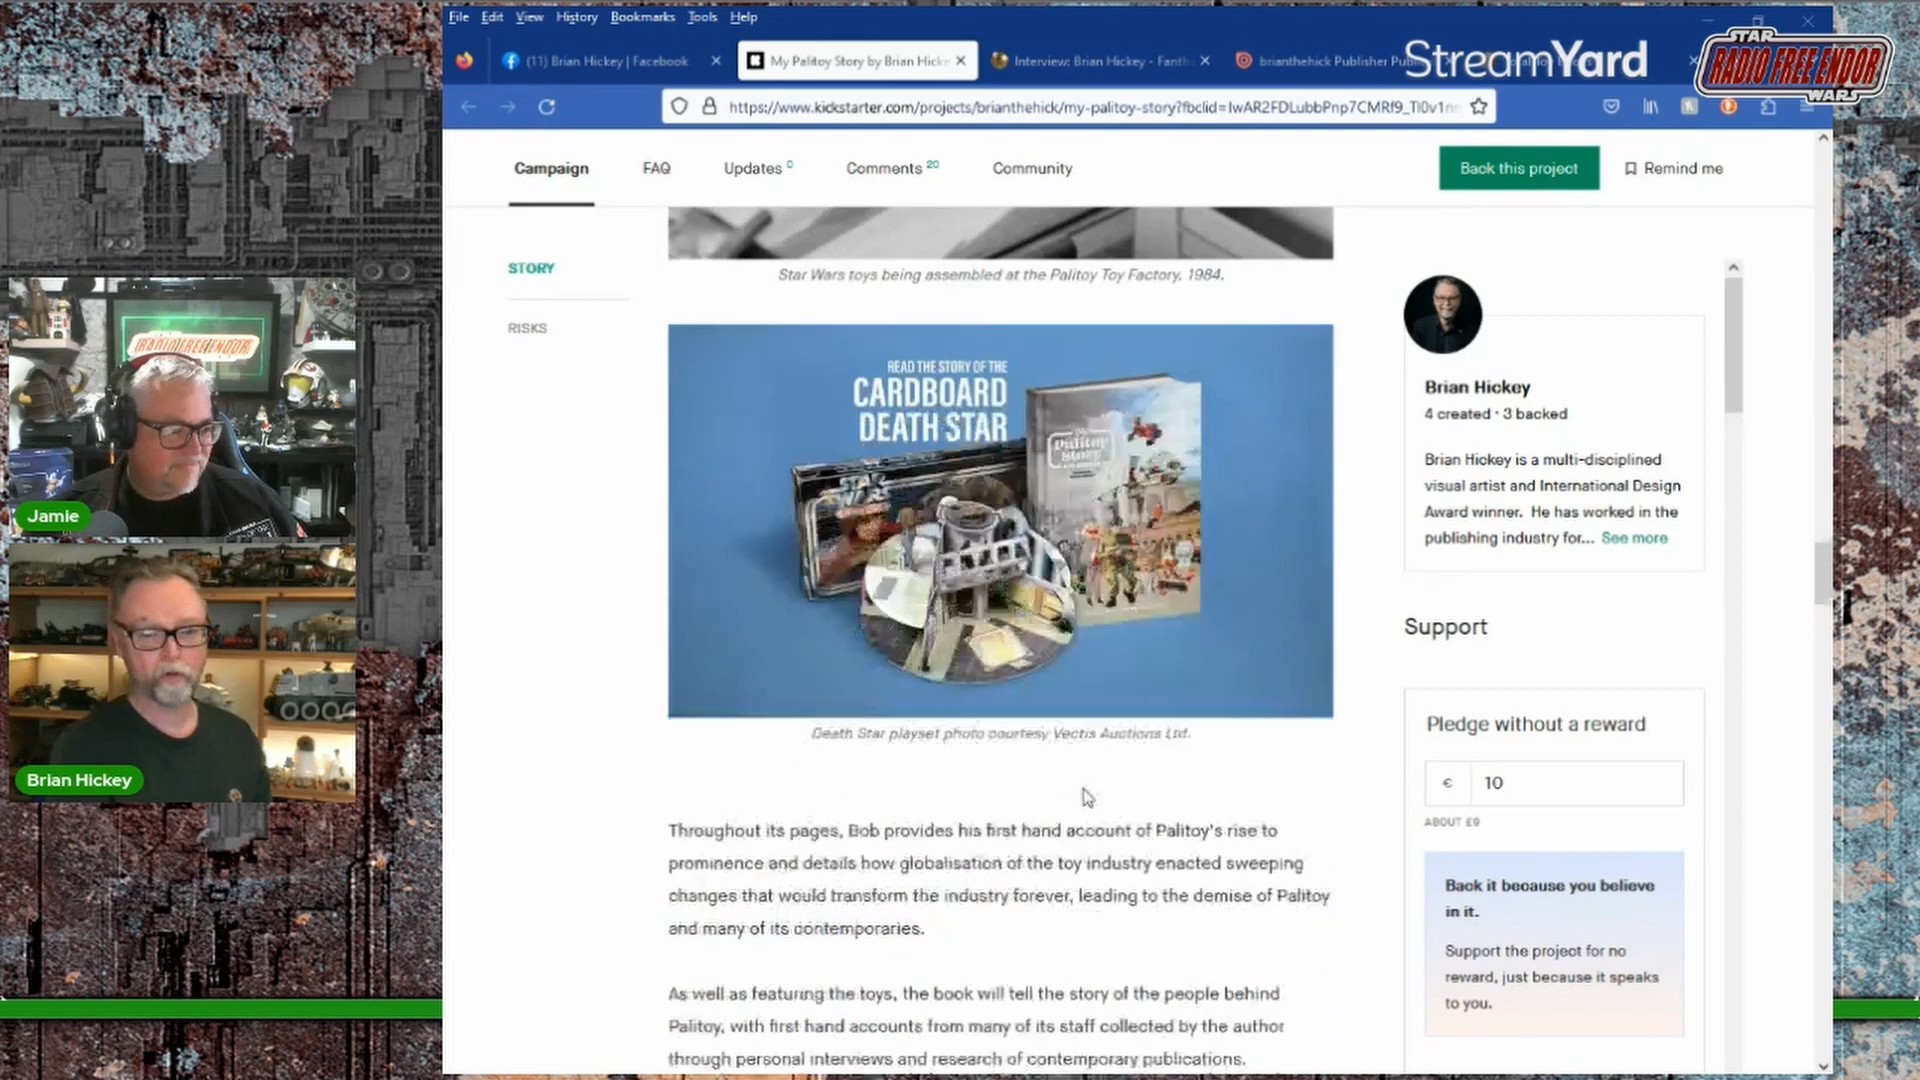 File Edit View History Bookmarks Tools Help
(11) Brian Hickey | Facebook
My Palitoy Story by Brian Hicke
Interview: Brian Hickey - Fantha
brianthehick Publisher Pu
StreamYard
STAR
RADIO FREE ENDOR
WARS
https://www.kickstarter.com/projects/brianthehick/my-palitoy-story?fbclid=IwAR2FDLubbPnp7CMRf9_Tl0v1n
Campaign FAQ Updates 0 Comments 20 Community
Back this project
Remind me
STORY
RISKS
Star Wars toys being assembled at the Palitoy Toy Factory, 1984.
READ THE STORY OF THE
CARDBOARD
DEATH STAR
STAR
WARS
Palitoy
Death Star playset photo courtesy Vectis Auctions Ltd.
Throughout its pages, Bob provides his first hand account of Palitoy's rise to
prominence and details how globalisation of the toy industry enacted sweeping
changes that would transform the industry forever, leading to the demise of Palitoy
and many of its contemporaries.
As well as featuring the toys, the book will tell the story of the people behind
Palitoy, with first hand accounts from many of its staff collected by the author
through personal interviews and research of contemporary publications.
Brian Hickey
4 created · 3 backed
Brian Hickey is a multi-disciplined
visual artist and International Design
Award winner. He has worked in the
publishing industry for... See more
Support
Pledge without a reward
€ 10
ABOUT £9
Back it because you believe
in it.
Support the project for no
reward, just because it speaks
to you.
RADIO FREE ENDOR
Jamie
Brian Hickey